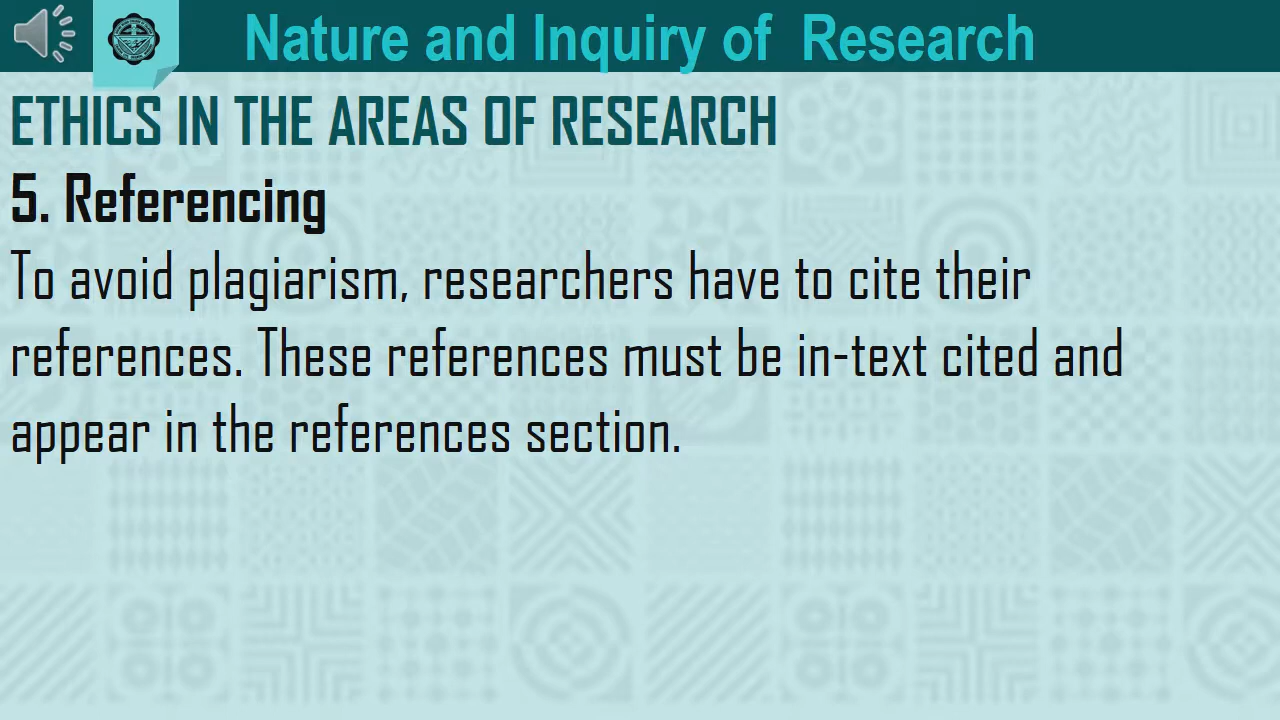 Nature and Inquiry of Research
ETHICS IN THE AREAS OF RESEARCH
5. Referencing
To avoid plagiarism, researchers have to cite their
references. These references must be in-text cited and
appear in the references section.